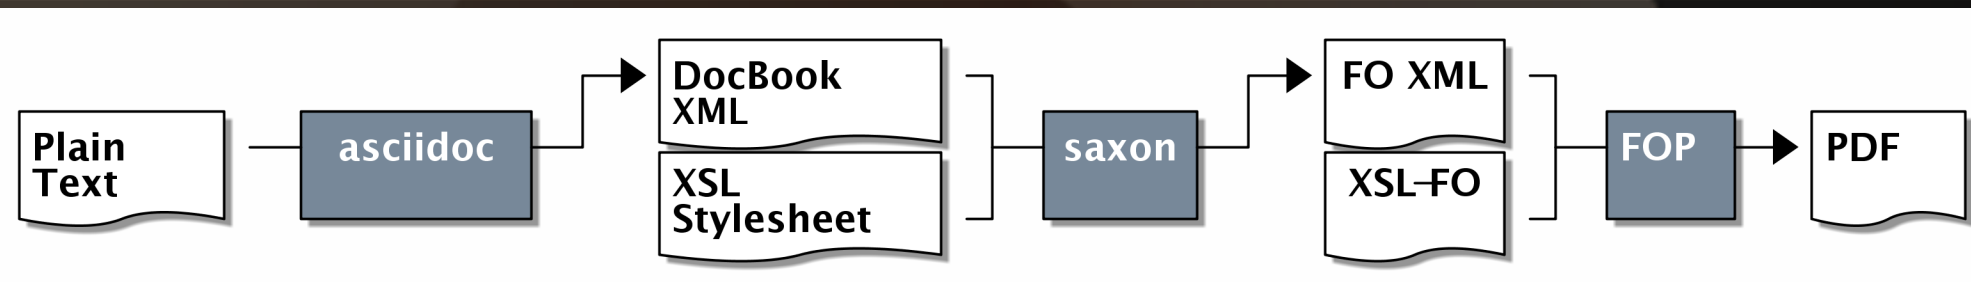 Plain
Text
asciidoc
DocBook
XML
XSL
Stylesheet
saxon
FO XML
XSL-FO
FOP
PDF